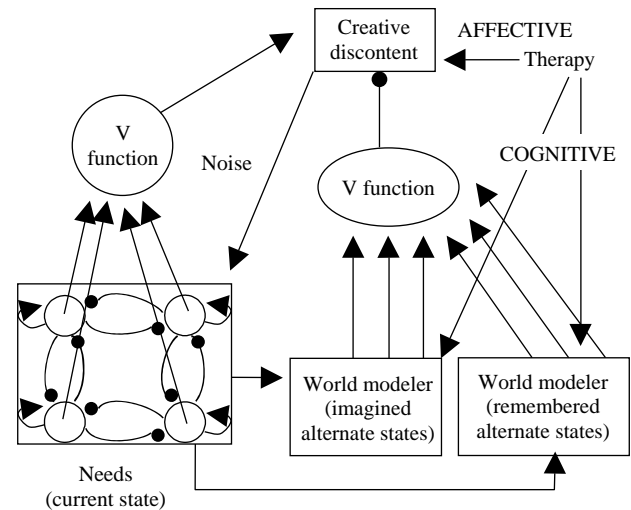 Creative
discontent
AFFECTIVE
Therapy
V
function
Noise
COGNITIVE
V function
World modeler
(imagined
alternate states)
World modeler
(remembered
alternate states)
Needs
(current state)